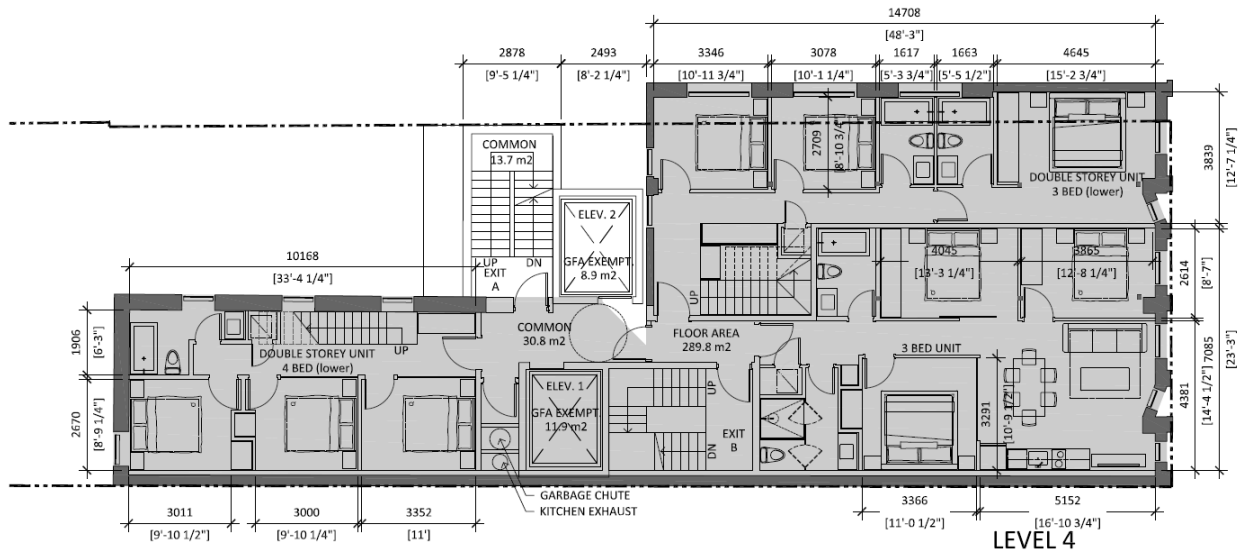 14708
[48'-3"]
2878
2493
3346
3078
1617
1663
4645
[9'-5 1/4"]
[8'-2 1/4"]
[10'-11 3/4"]
[10'-1 1/4"]
[5'-3 3/4"]
[5'-5 1/2"]
[15'-2 3/4"]
COMMON
13.7 m2
2709
[8'-10 3/4"]
3839
[12'-7 1/4"]
DOUBLE STOREY UNIT
3 BED (lower)
ELEV. 2
GFA EXEMPT.
8.9 m2
UP
DN
EXIT
A
10168
[33'-4 1/4"]
4045
[13'-3 1/4"]
3865
[12'-8 1/4"]
2614
[8'-7"]
UP
1906
[6'-3"]
COMMON
30.8 m2
FLOOR AREA
289.8 m2
DOUBLE STOREY UNIT
4 BED (lower)
UP
3 BED UNIT
7085
[23'-3"]
4381
[14'-4 1/2"]
2670
[8'-9 1/4"]
ELEV. 1
GFA EXEMPT.
11.9 m2
UP
DN
EXIT
B
3291
[10'-9 1/2"]
GARBAGE CHUTE
KITCHEN EXHAUST
3011
3000
3352
3366
5152
[9'-10 1/2"]
[9'-10 1/4"]
[11']
[11'-0 1/2"]
[16'-10 3/4"]
LEVEL 4